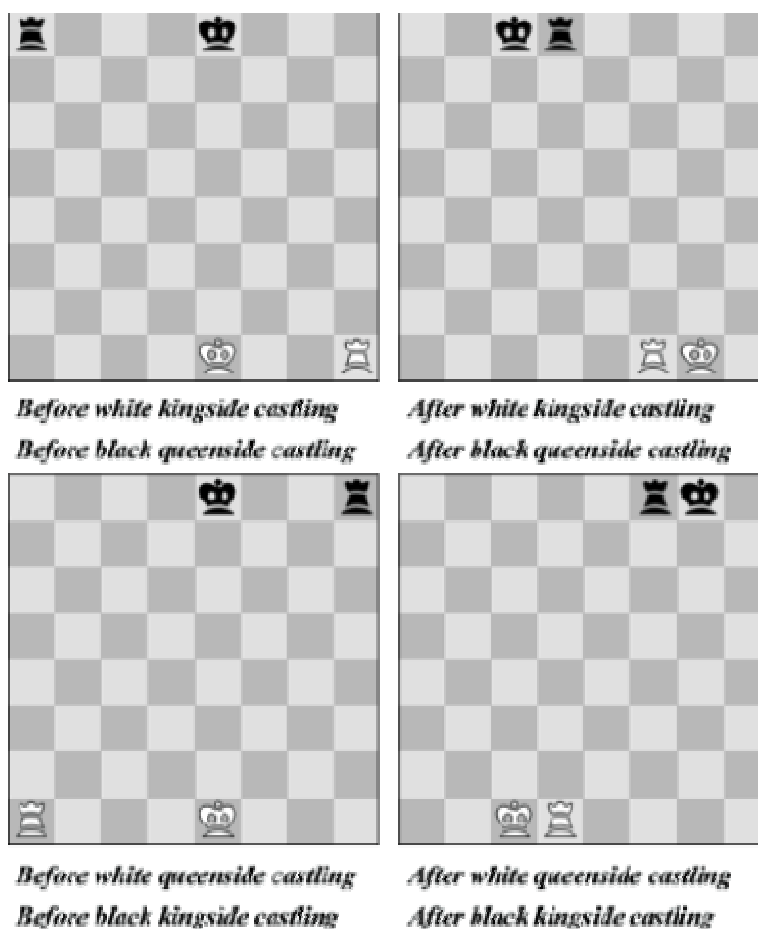 Before white kingside castling
After white kingside castling
Before black queenside castling
After black queenside castling
Before white queenside castling
After white queenside castling
Before black kingside castling
After black kingside castling